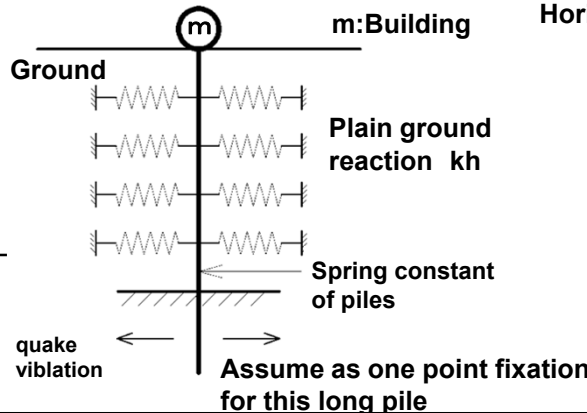 m:Building
Hor
m
Ground
Plain ground
reaction kh
Spring constant
of piles
quake
viblation
Assume as one point fixation
for this long pile